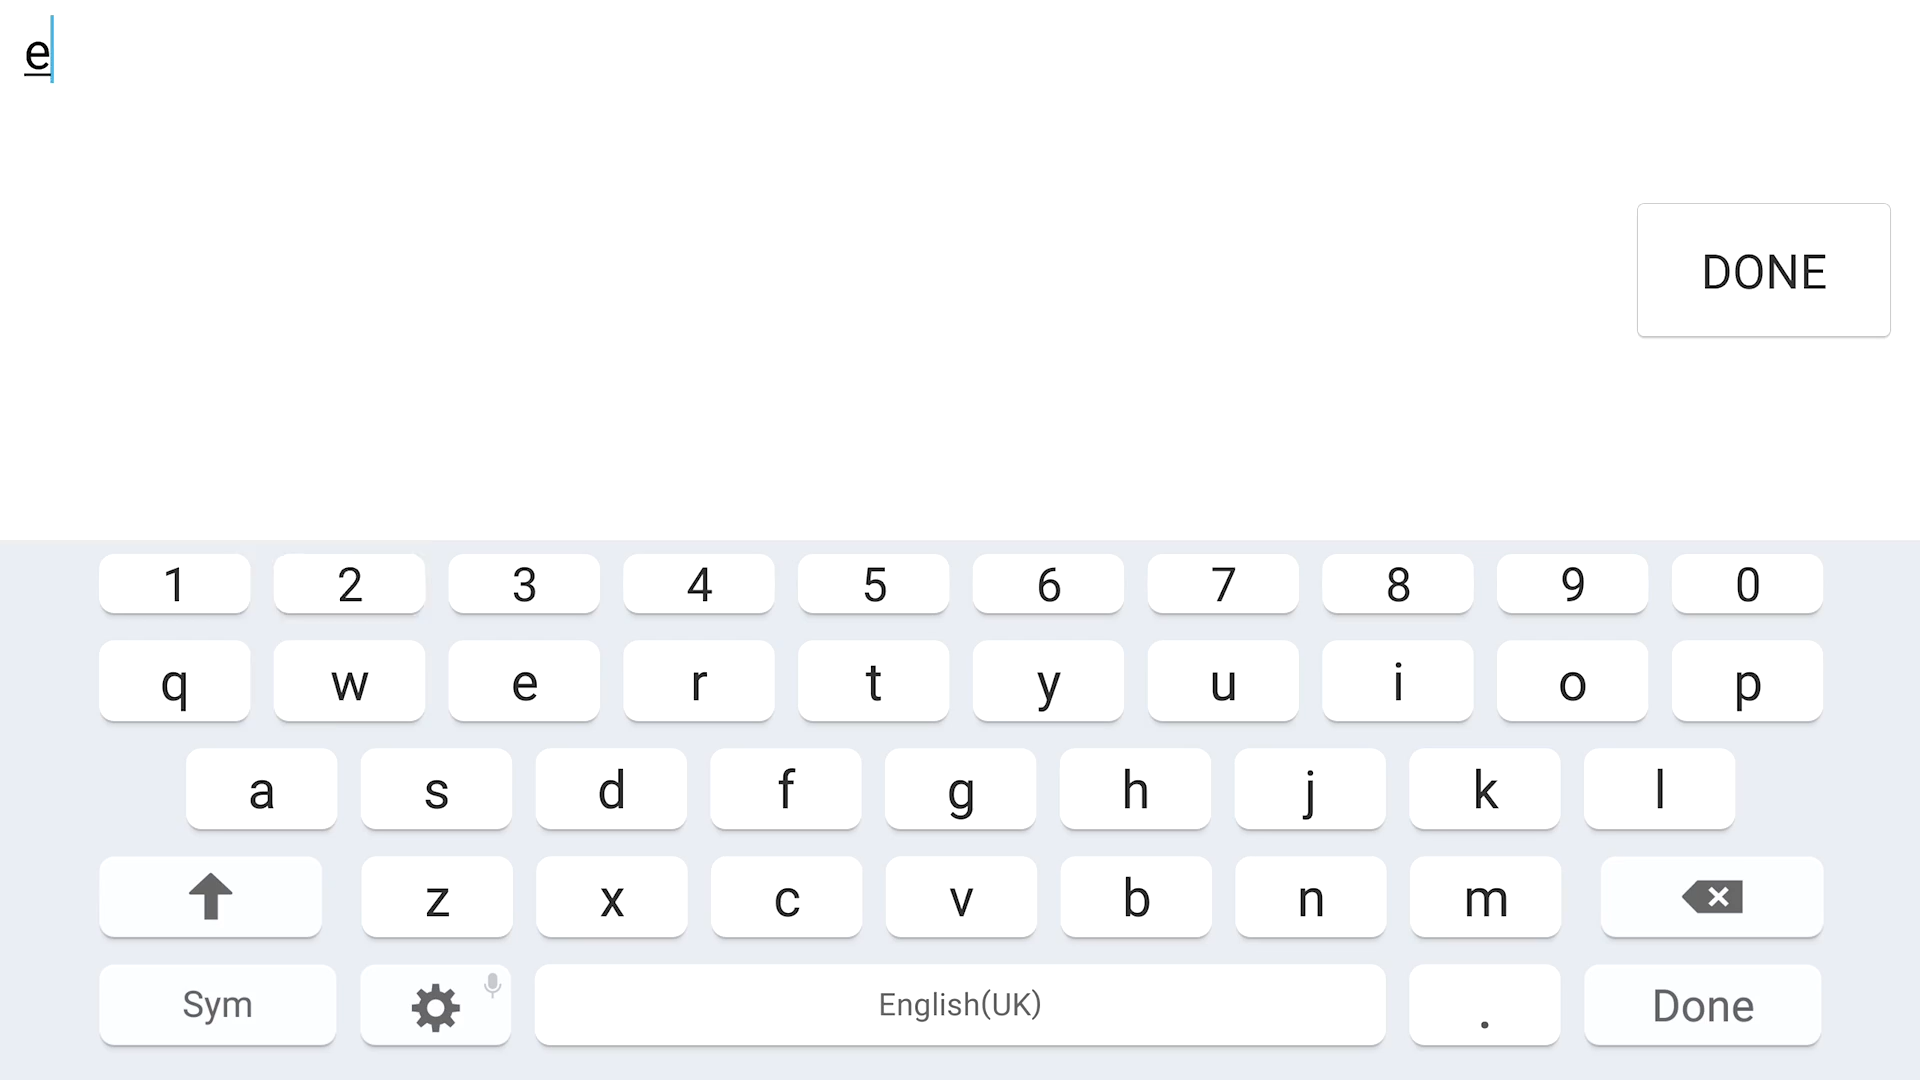 e
DONE
1 2 3 4 5 6 7 8 9 0
q w e r t y u i o p
a s d f g h j k l
z x c v b n m
Sym English(UK) . Done